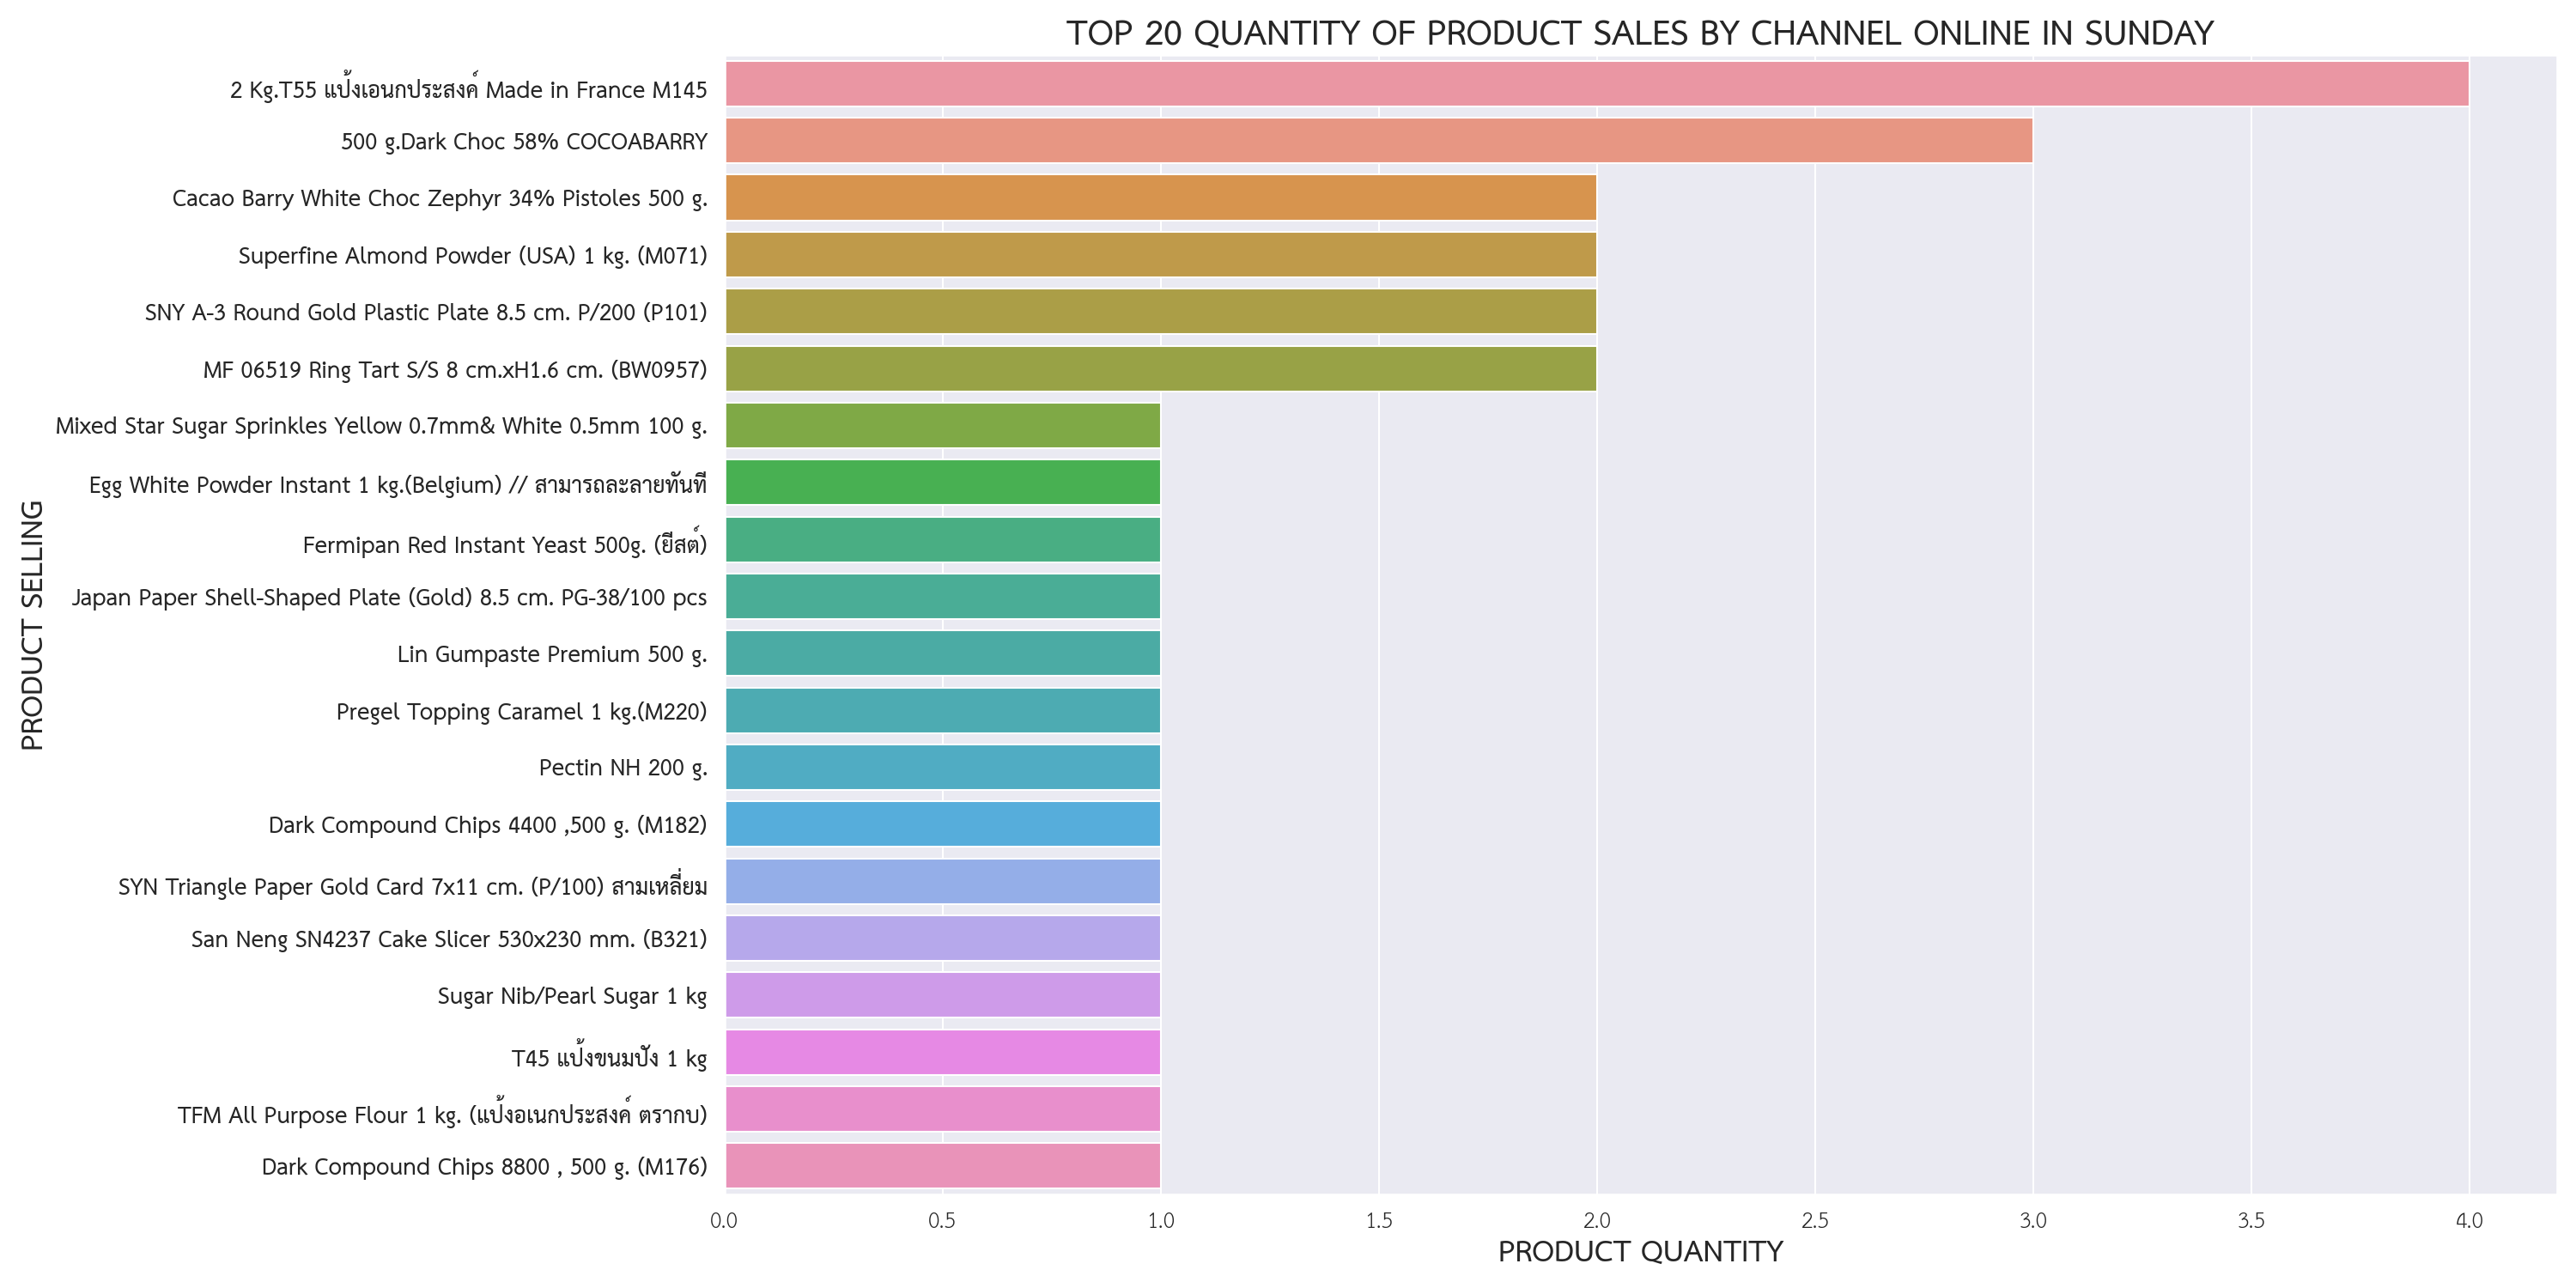 TOP 20 QUANTITY OF PRODUCT SALES BY CHANNEL ONLINE IN SUNDAY
PRODUCT SELLING
2 Kg.T55 แป้งเอนกประสงค์ Made in France M145
500 g.Dark Choc 58% COCOABARRY
Cacao Barry White Choc Zephyr 34% Pistoles 500 g.
Superfine Almond Powder (USA) 1 kg. (M071)
SNY A-3 Round Gold Plastic Plate 8.5 cm. P/200 (P101)
MF 06519 Ring Tart S/S 8 cm.xH1.6 cm. (BW0957)
Mixed Star Sugar Sprinkles Yellow 0.7mm& White 0.5mm 100 g.
Egg White Powder Instant 1 kg.(Belgium) // สามารถละลายทันที
Fermipan Red Instant Yeast 500g. (ยีสต์)
Japan Paper Shell-Shaped Plate (Gold) 8.5 cm. PG-38/100 pcs
Lin Gumpaste Premium 500 g.
Pregel Topping Caramel 1 kg.(M220)
Pectin NH 200 g.
Dark Compound Chips 4400 ,500 g. (M182)
SYN Triangle Paper Gold Card 7x11 cm. (P/100) สามเหลี่ยม
San Neng SN4237 Cake Slicer 530x230 mm. (B321)
Sugar Nib/Pearl Sugar 1 kg
T45 แป้งขนมปัง 1 kg
TFM All Purpose Flour 1 kg. (แป้งอเนกประสงค์ ตรากบ)
Dark Compound Chips 8800 , 500 g. (M176)
0.0 0.5 1.0 1.5 2.0 2.5 3.0 3.5 4.0
PRODUCT QUANTITY